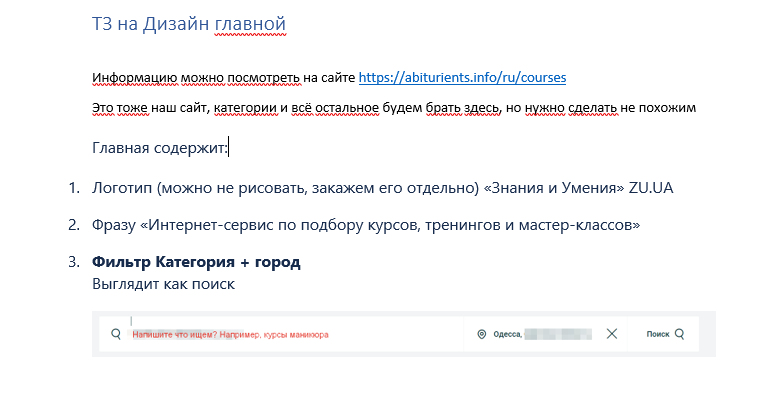 ТЗ на Дизайн главной
Информацию можно посмотреть на сайте https://abiturients.info/ru/courses
Это тоже наш сайт, категории и всё остальное будем брать здесь, но нужно сделать не похожим
Главная содержит:
1. Логотип (можно не рисовать, закажем его отдельно) «Знания и Умения» ZU.UA
2. Фразу «Интернет-сервис по подбору курсов, тренингов и мастер-классов»
3. Фильтр Категория + город
Выглядит как поиск
Напишите что ищем? Например, курсы маникюра Одесса, Поиск